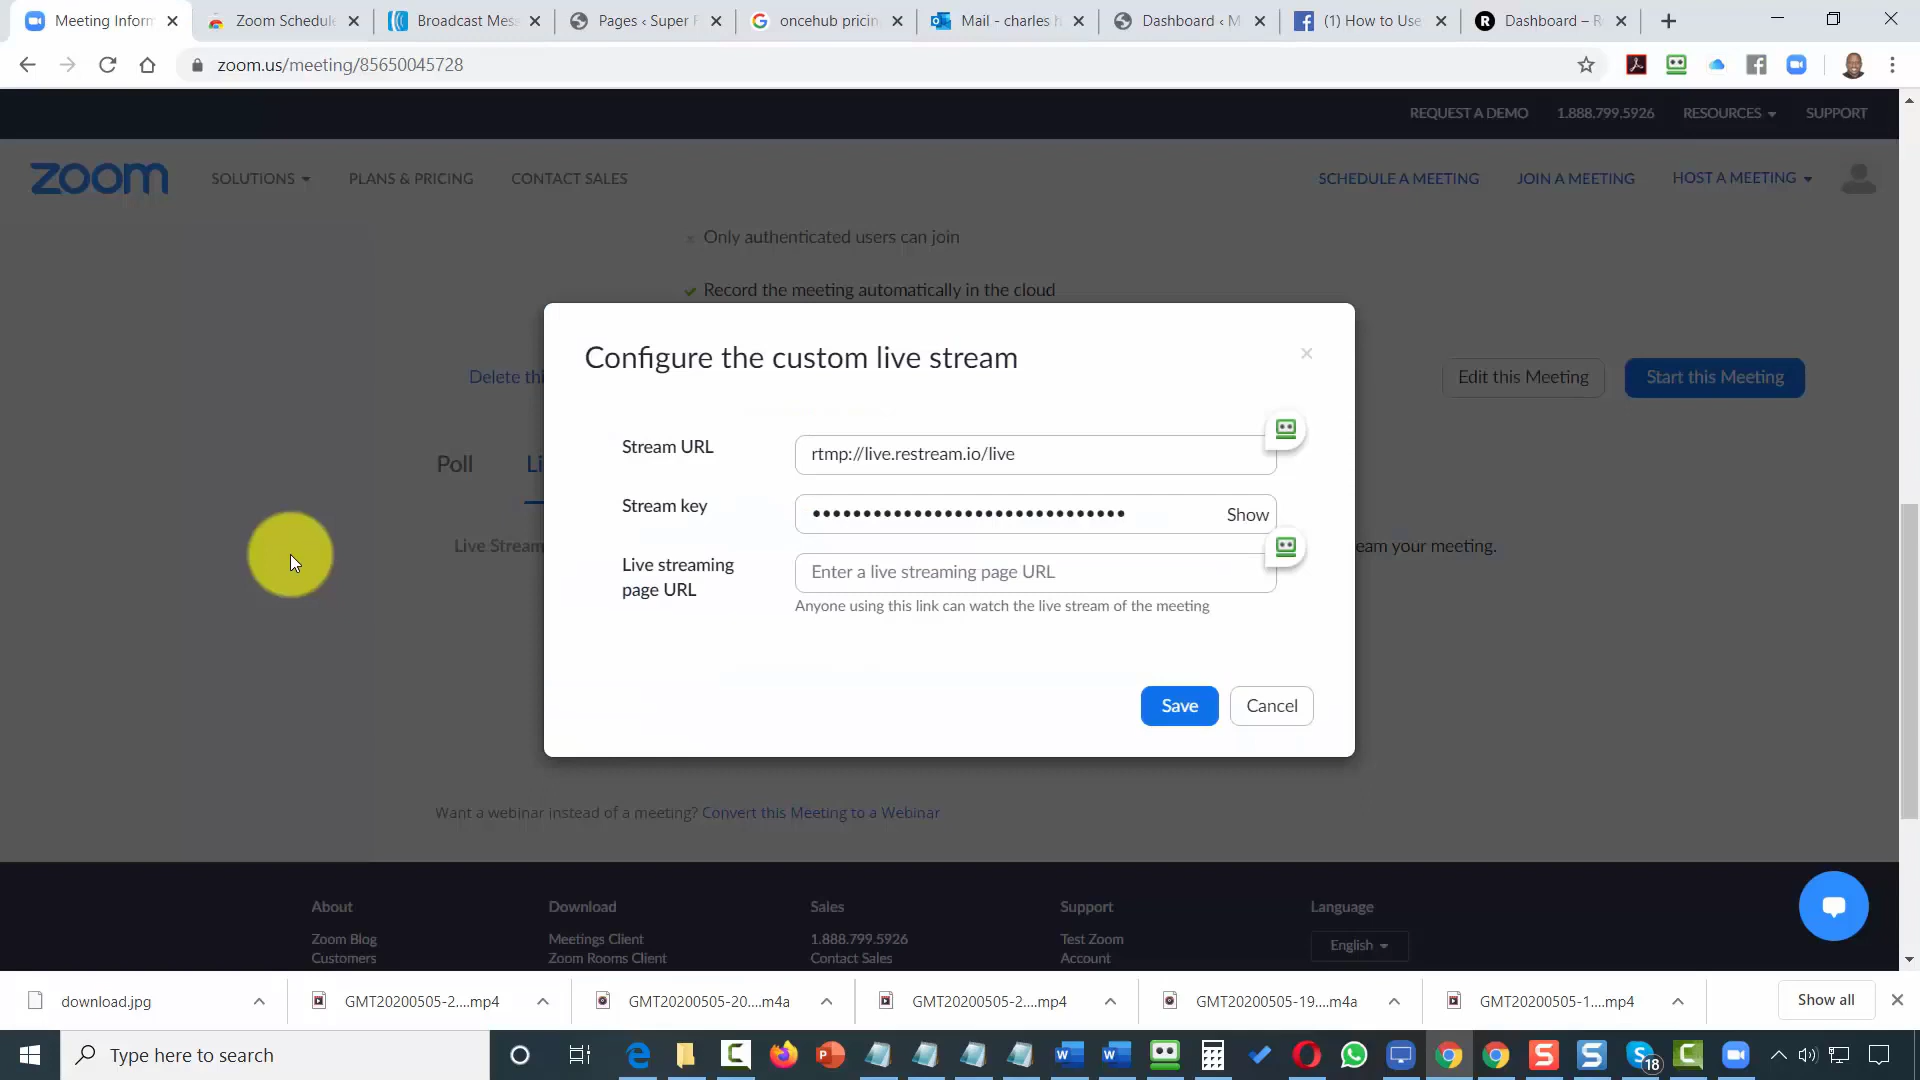 Meeting Inform
Zoom Schedule
Broadcast Mess
Pages ‹ Super F
oncehub pricin
Mail - charles h
Dashboard ‹ M
(1) How to Use
Dashboard – R
zoom.us/meeting/85650045728
REQUEST A DEMO
1.888.799.5926
RESOURCES
SUPPORT
zoom
SOLUTIONS
PLANS & PRICING
CONTACT SALES
SCHEDULE A MEETING
JOIN A MEETING
HOST A MEETING
Only authenticated users can join
Record the meeting automatically in the cloud
Configure the custom live stream
Delete thi
Edit this Meeting
Start this Meeting
Stream URL
rtmp://live.restream.io/live
Poll
Li
Stream key
Show
Live Stream
eam your meeting.
Live streaming
page URL
Enter a live streaming page URL
Anyone using this link can watch the live stream of the meeting
Save
Cancel
Want a webinar instead of a meeting? Convert this Meeting to a Webinar
About
Download
Sales
Support
Language
Zoom Blog
Meetings Client
1.888.799.5926
Test Zoom
English
Customers
Zoom Rooms Client
Contact Sales
Account
download.jpg
GMT20200505-2....mp4
GMT20200505-20....m4a
GMT20200505-2....mp4
GMT20200505-19....m4a
GMT20200505-1....mp4
Show all
Type here to search
18